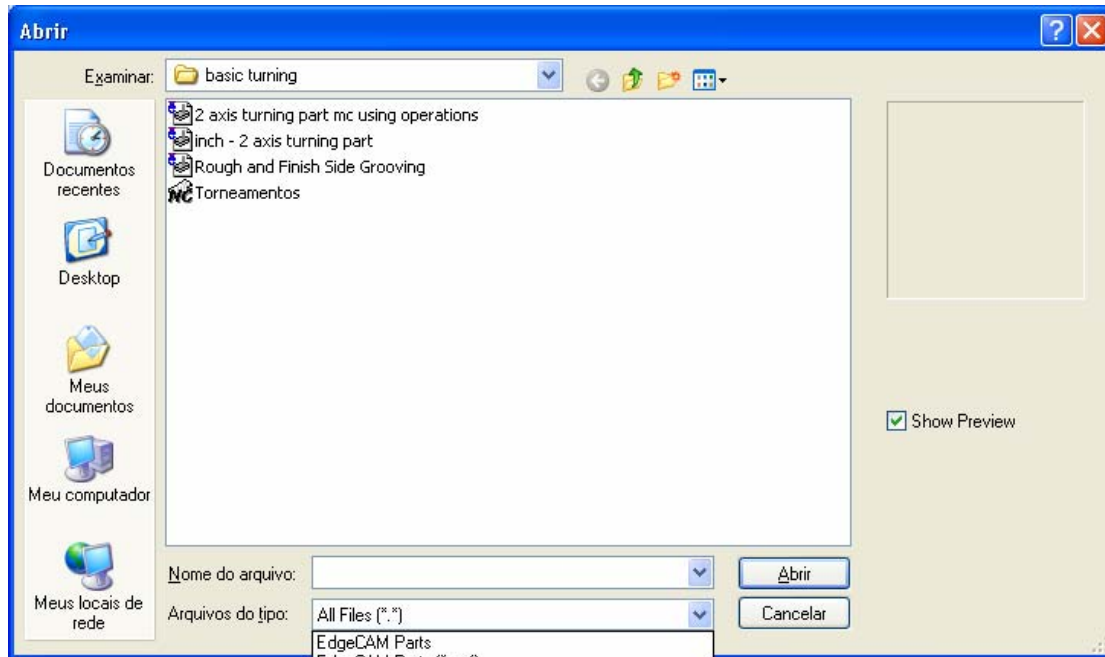 Abrir
Examinar:
basic turning
2 axis turning part mc using operations
inch - 2 axis turning part
Rough and Finish Side Grooving
NC Torneamentos
Documentos
recentes
Desktop
Meus
documentos
Meu computador
Meus locais de
rede
Show Preview
Nome do arquivo:
Abrir
Arquivos do tipo:
All Files (*.*)
Cancelar
EdgeCAM Parts